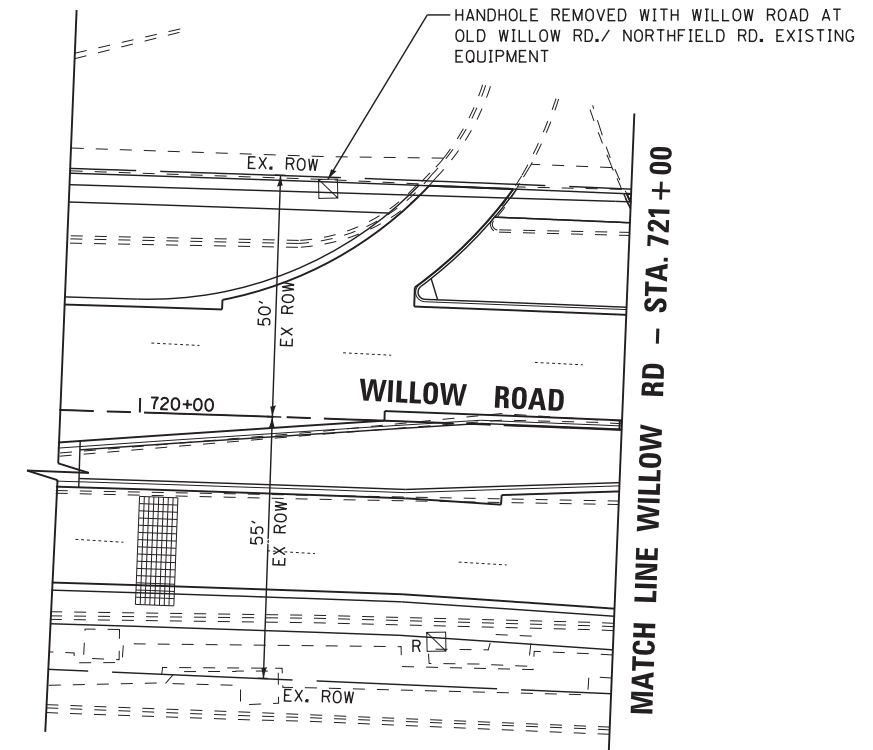 HANDHOLE REMOVED WITH WILLOW ROAD AT
OLD WILLOW RD./ NORTHFIELD RD. EXISTING
EQUIPMENT
EX. ROW
50'
EX ROW
720+00
WILLOW ROAD
55'
EX ROW
R
EX. ROW
MATCH LINE WILLOW RD - STA. 721+00